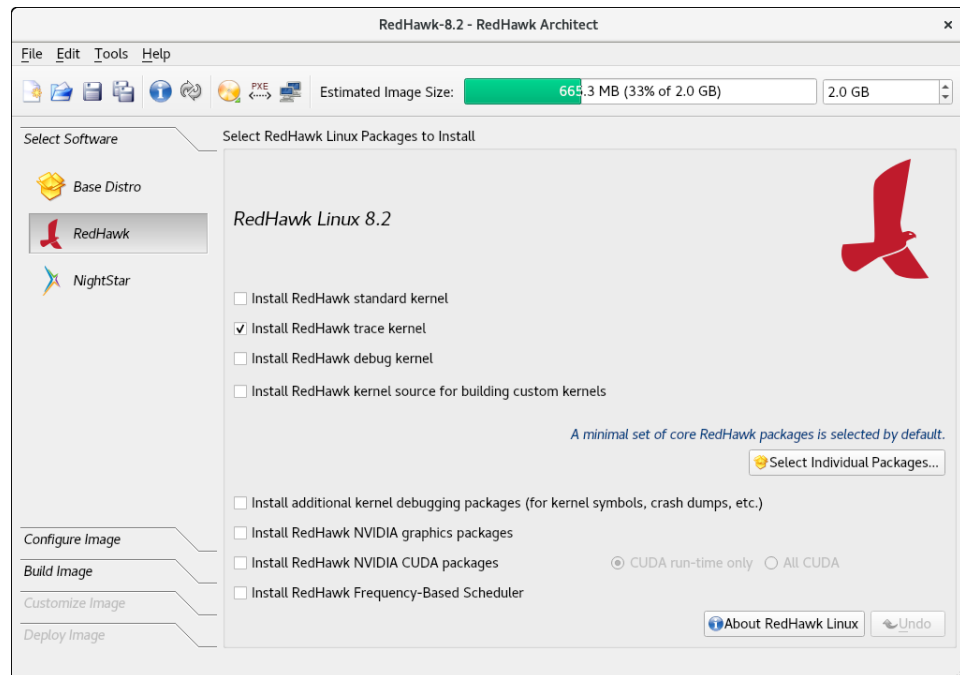 RedHawk-8.2 - RedHawk Architect
File Edit Tools Help
PXE Estimated Image Size: 665.3 MB (33% of 2.0 GB) 2.0 GB
Select Software
Select RedHawk Linux Packages to Install
Base Distro
RedHawk
NightStar
RedHawk Linux 8.2
Install RedHawk standard kernel
Install RedHawk trace kernel
Install RedHawk debug kernel
Install RedHawk kernel source for building custom kernels
A minimal set of core RedHawk packages is selected by default.
Select Individual Packages...
Install additional kernel debugging packages (for kernel symbols, crash dumps, etc.)
Install RedHawk NVIDIA graphics packages
Install RedHawk NVIDIA CUDA packages CUDA run-time only All CUDA
Install RedHawk Frequency-Based Scheduler
Configure Image
Build Image
Customize Image
Deploy Image
About RedHawk Linux Undo